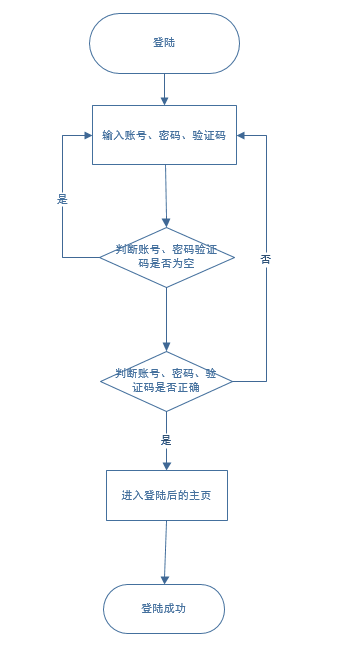 登陆
输入账号、密码、验证码
是
判断账号、密码验证
码是否为空
否
判断账号、密码、验
证码是否正确
是
进入登陆后的主页
登陆成功